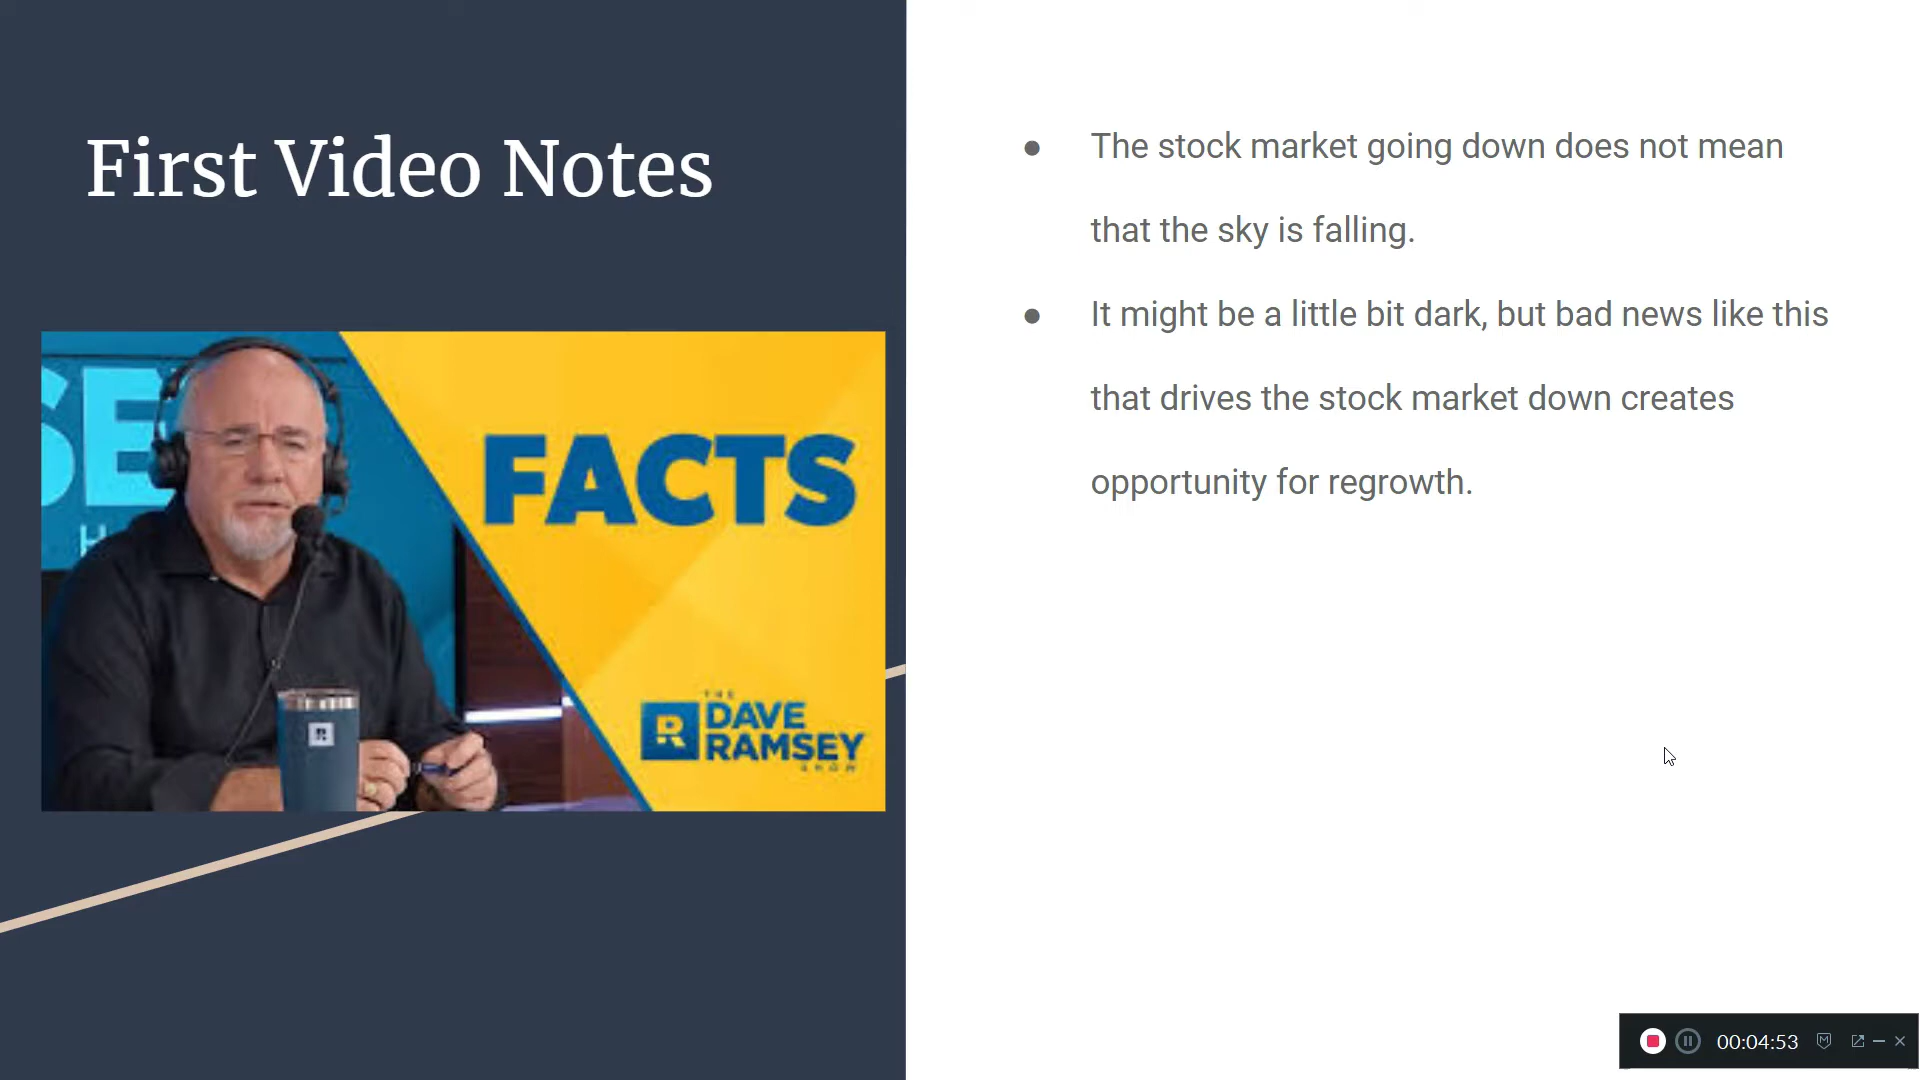 First Video Notes
SE
H
FACTS
R
THE
DAVE
RAMSEY
SHOW
R
● The stock market going down does not mean
that the sky is falling.
● It might be a little bit dark, but bad news like this
that drives the stock market down creates
opportunity for regrowth.
00:04:53